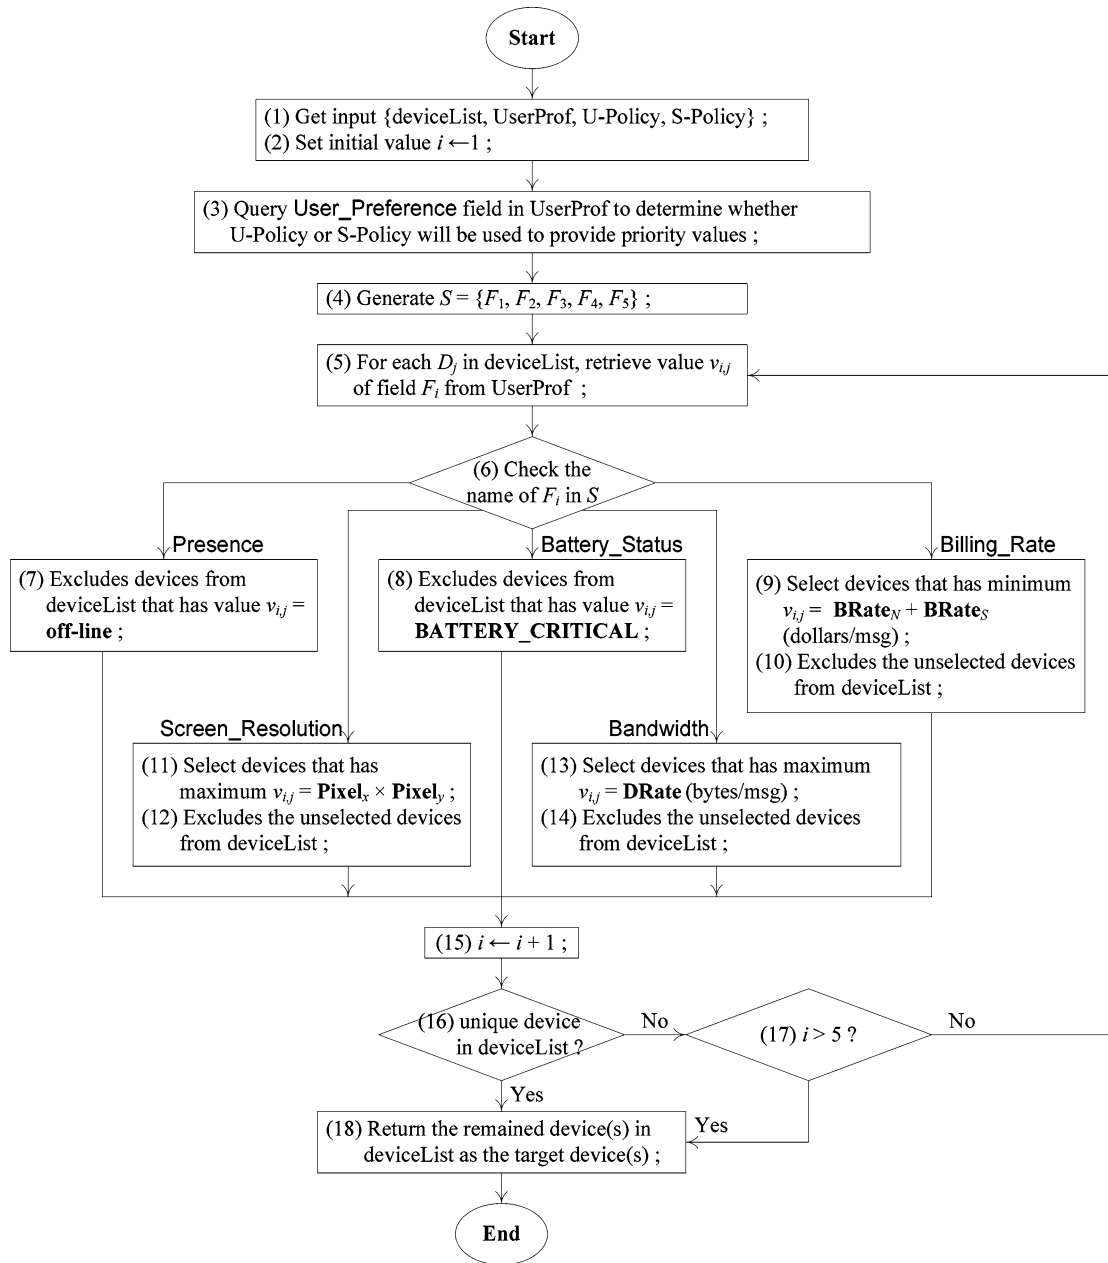 Start
(1) Get input {deviceList, UserProf, U-Policy, S-Policy} ;
(2) Set initial value i ←1 ;
(3) Query User_Preference field in UserProf to determine whether
U-Policy or S-Policy will be used to provide priority values ;
(4) Generate S = {F1, F2, F3, F4, F5} ;
(5) For each Dj in deviceList, retrieve value vi,j
of field Fi from UserProf ;
(6) Check the
name of Fi in S
Presence
(7) Excludes devices from
deviceList that has value vi,j =
off-line ;
Battery_Status
(8) Excludes devices from
deviceList that has value vi,j =
BATTERY_CRITICAL ;
Billing_Rate
(9) Select devices that has minimum
vi,j = BRateN + BRateS
(dollars/msg) ;
(10) Excludes the unselected devices
from deviceList ;
Screen_Resolution
(11) Select devices that has
maximum vi,j = Pixelx × Pixely ;
(12) Excludes the unselected devices
from deviceList ;
Bandwidth
(13) Select devices that has maximum
vi,j = DRate (bytes/msg) ;
(14) Excludes the unselected devices
from deviceList ;
(15) i ← i + 1 ;
(16) unique device
in deviceList ?
No
(17) i > 5 ?
No
Yes
Yes
(18) Return the remained device(s) in
deviceList as the target device(s) ;
End